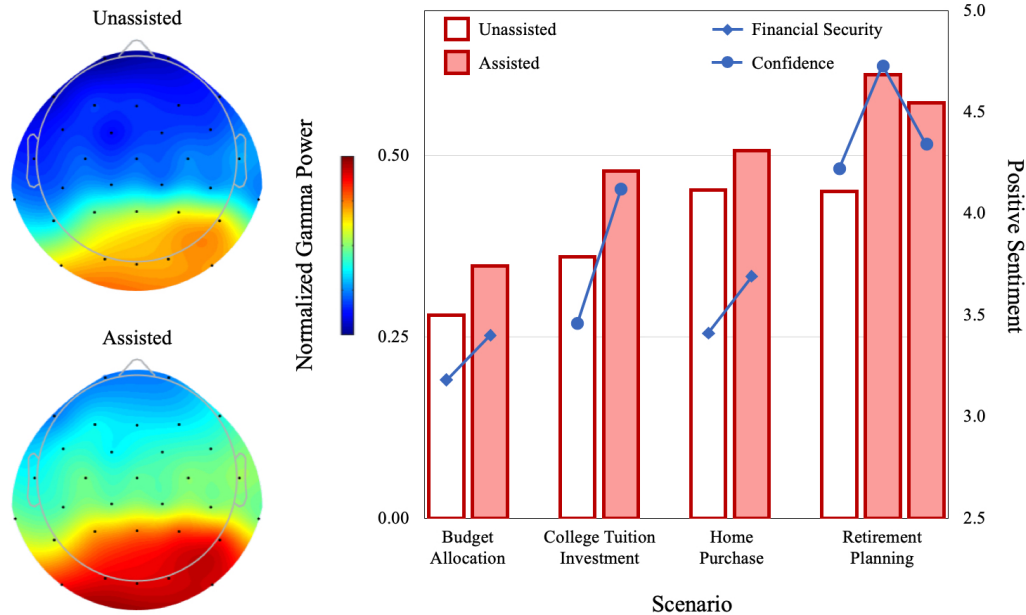 Unassisted
Assisted
Normalized Gamma Power
0.50
0.25
0.00
Unassisted
Assisted
Financial Security
Confidence
5.0
4.5
4.0
3.5
3.0
2.5
Positive Sentiment
Budget
Allocation
College Tuition
Investment
Home
Purchase
Retirement
Planning
Scenario